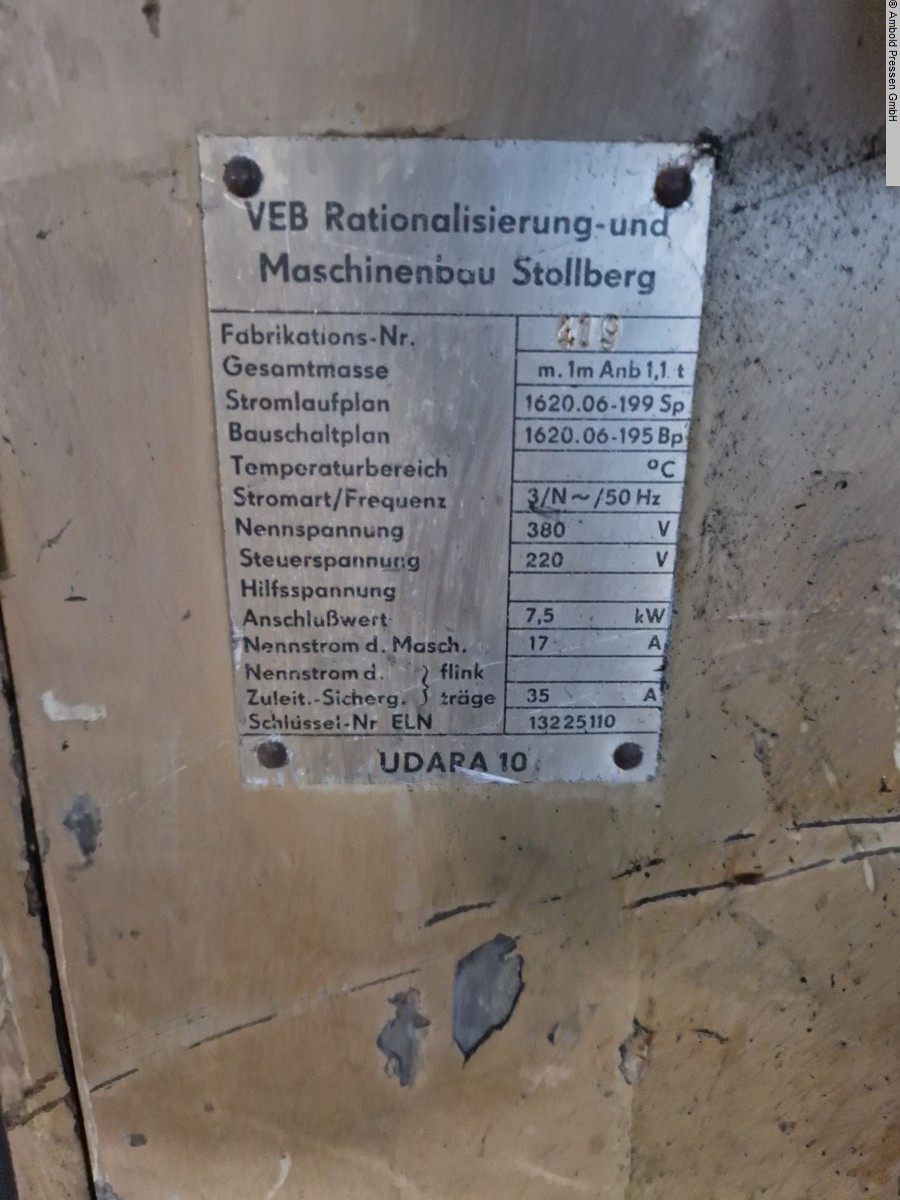 © Ambold Pressen GmbH
VEB Rationalisierung-und
Maschinenbau Stollberg
Fabrikations-Nr. 419
Gesamtmasse m. 1m Anb 1,1 t
Stromlaufplan 1620.06-199 Sp
Bauschaltplan 1620.06-195 Bp
Temperaturbereich °C
Stromart/Frequenz 3/N~/50 Hz
Nennspannung 380 V
Steuerspannung 220 V
Hilfsspannung
Anschlußwert 7,5 kW
Nennstrom d. Masch. 17 A
Nennstrom d. } flink
Zuleit.-Sicherg. } träge 35 A
Schlüssel-Nr ELN 13225110
UDARA 10